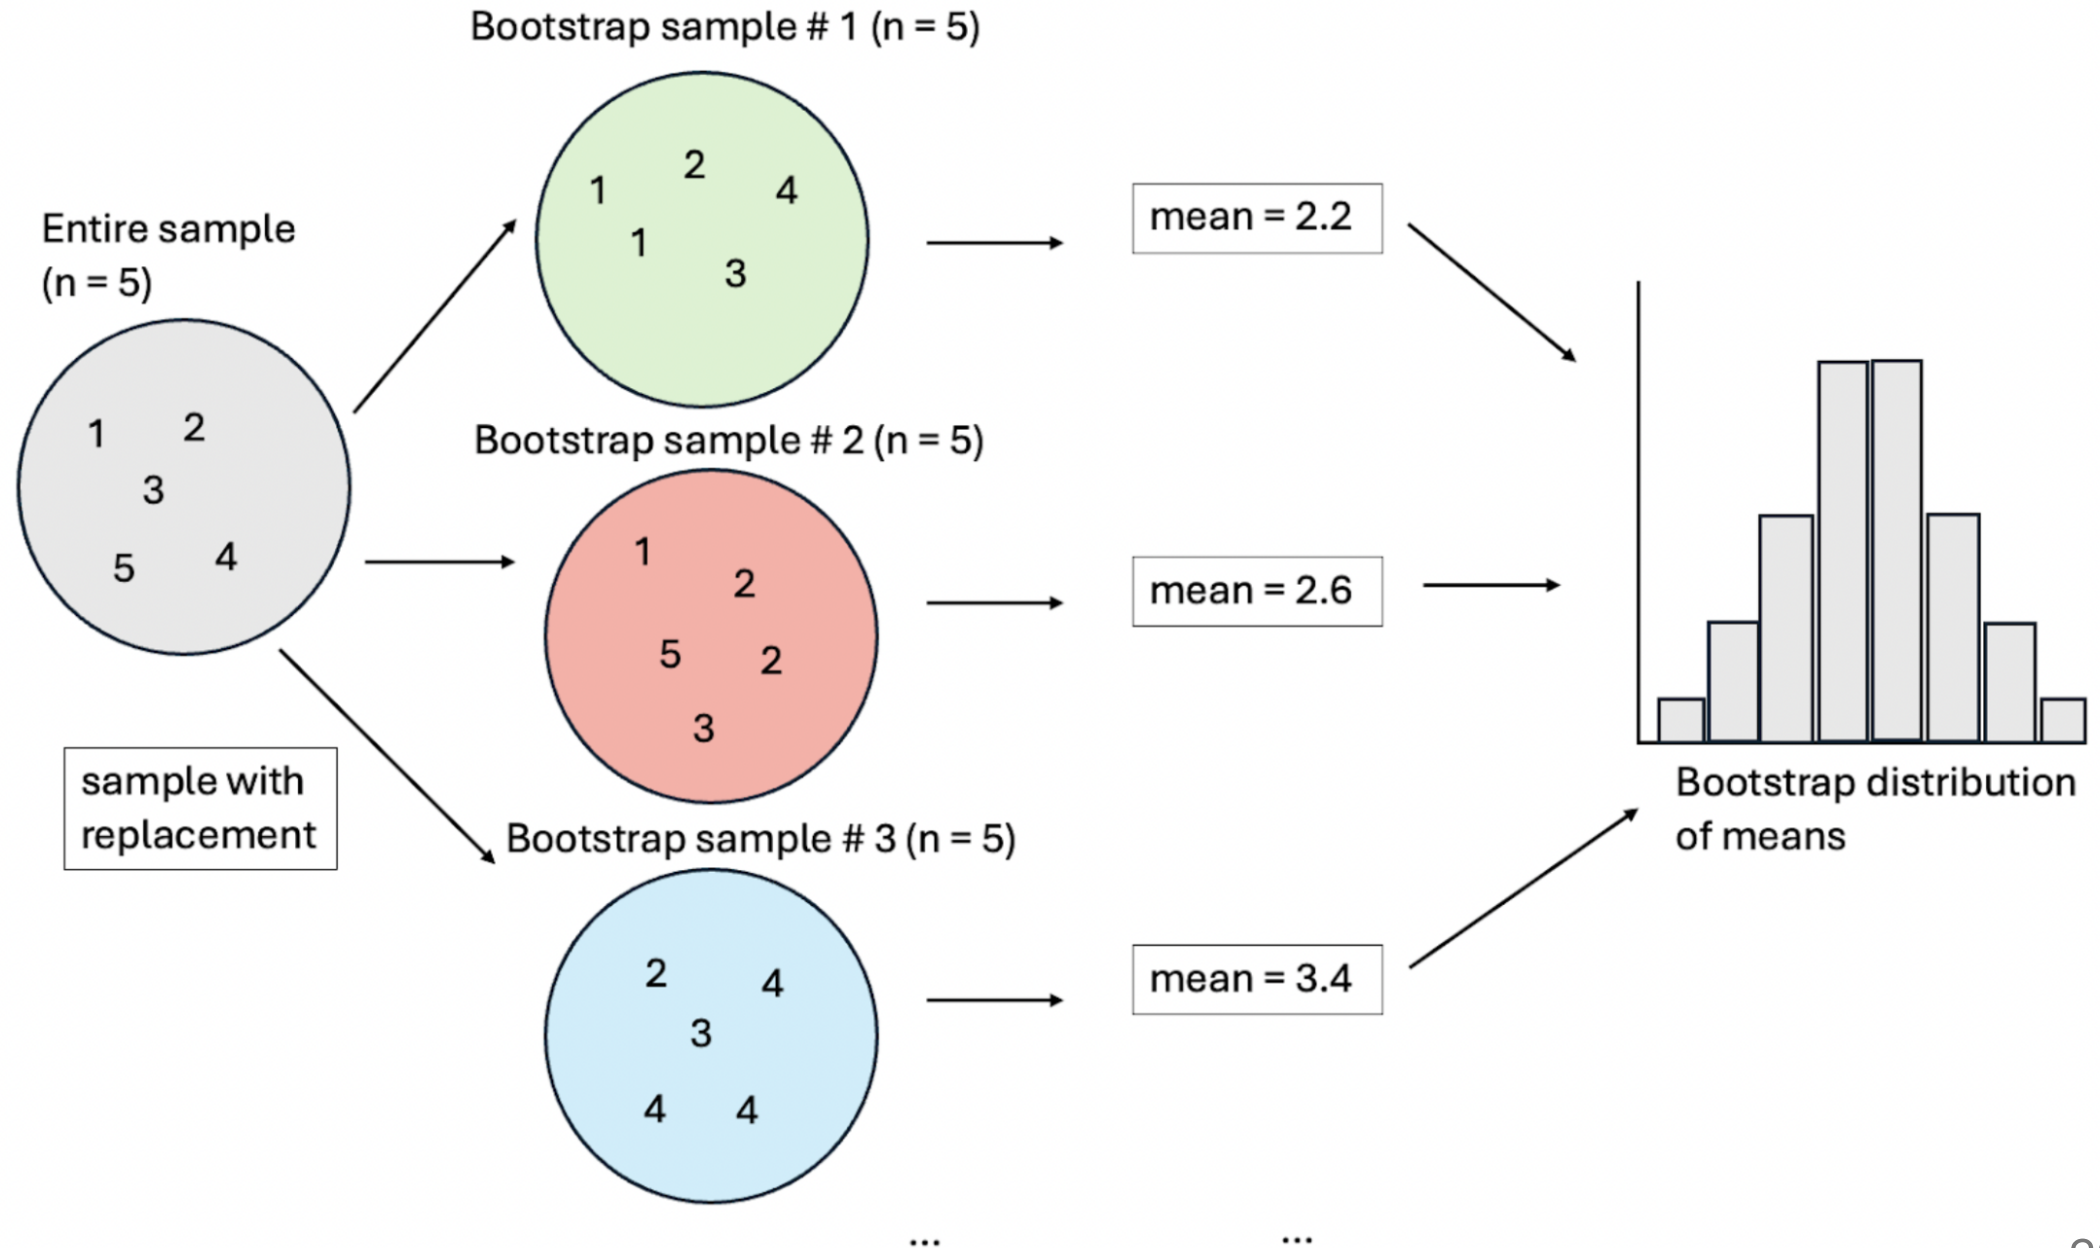 Bootstrap sample # 1 (n = 5)
1 2 4
1 3
mean = 2.2
Entire sample
(n = 5)
1 2
3
5 4
sample with
replacement
Bootstrap sample # 2 (n = 5)
1
2
5 2
3
mean = 2.6
Bootstrap sample # 3 (n = 5)
2 4
3
4 4
mean = 3.4
Bootstrap distribution
of means
... ...